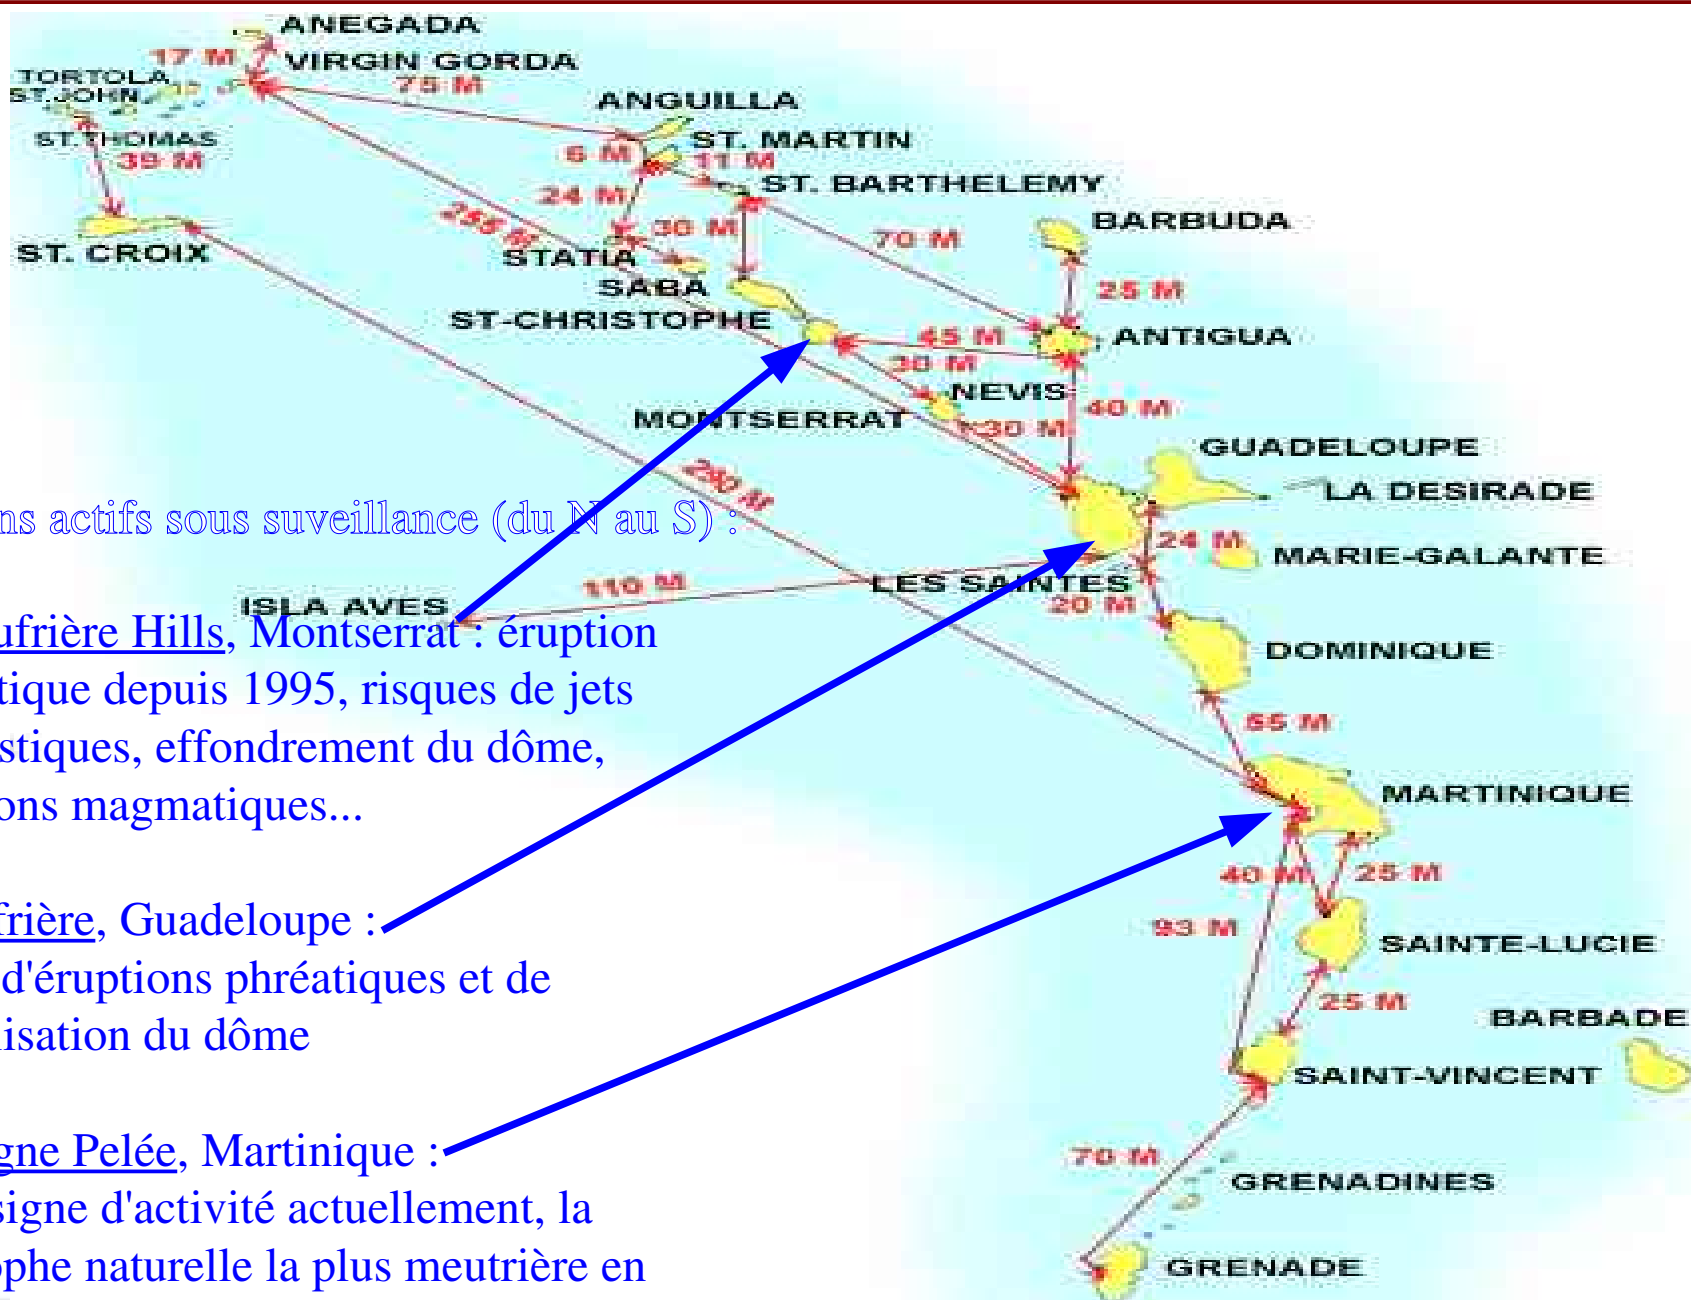 ANEGADA
17 M
VIRGIN GORDA
TORTOLA
75 M
ST.JOHN
ANGUILLA
ST.THOMAS
ST. MARTIN
39 M
6 M
11 M
ST. BARTHELEMY
24 M
255 M
30 M
BARBUDA
70 M
ST. CROIX
STATIA
SABA
25 M
ST-CHRISTOPHE
45 M
ANTIGUA
30 M
NEVIS
MONTSERRAT
40 M
30 M
GUADELOUPE
280 M
LA DESIRADE
ns actifs sous suveillance (du N au S) :
24 M
MARIE-GALANTE
110 M
LES SAINTES
ISLA AVES
20 M
ufrière Hills, Montserrat : éruption
DOMINIQUE
tique depuis 1995, risques de jets
55 M
stiques, effondrement du dôme,
MARTINIQUE
ons magmatiques...
40 M
25 M
frière, Guadeloupe :
93 M
SAINTE-LUCIE
d'éruptions phréatiques et de
25 M
BARBADE
lisation du dôme
SAINT-VINCENT
gne Pelée, Martinique :
70 M
GRENADINES
signe d'activité actuellement, la
ophe naturelle la plus meutrière en
GRENADE